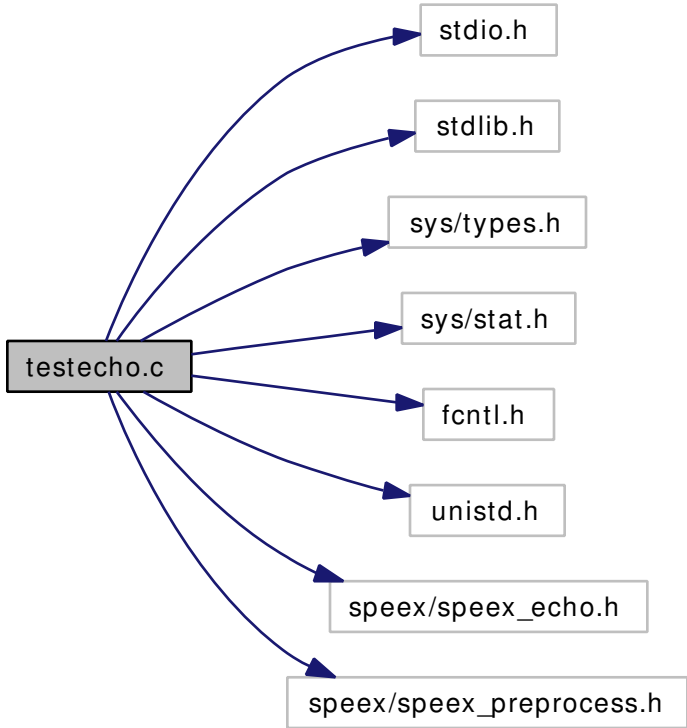 stdio.h
stdlib.h
sys/types.h
sys/stat.h
testecho.c
fcntl.h
unistd.h
speex/speex_echo.h
speex/speex_preprocess.h